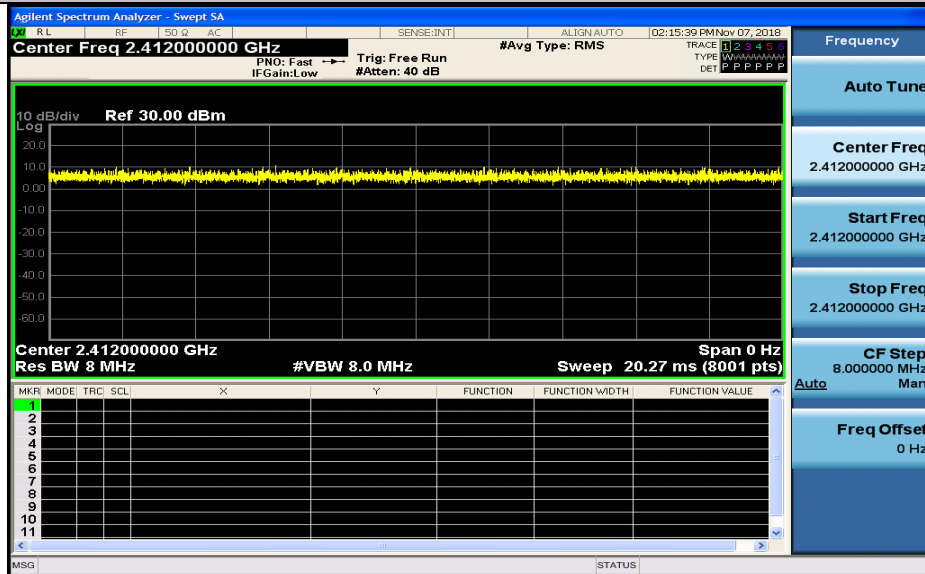 Agilent Spectrum Analyzer - Swept SA
LXI RL RF 50 Ω AC SENSE:INT ALIGN AUTO 02:15:39 PM Nov 07, 2018
Center Freq 2.412000000 GHz
#Avg Type: RMS
TRACE 1 2 3 4 5 6
PNO: Fast Trig: Free Run
TYPE WWWWWW
IFGain:Low #Atten: 40 dB
DET P P P P P P
10 dB/div Ref 30.00 dBm
Log
20.0
10.0
0.00
-10.0
-20.0
-30.0
-40.0
-50.0
-60.0
Center 2.412000000 GHz Span 0 Hz
Res BW 8 MHz #VBW 8.0 MHz Sweep 20.27 ms (8001 pts)
MKR MODE TRC SCL X Y FUNCTION FUNCTION WIDTH FUNCTION VALUE
1
2
3
4
5
6
7
8
9
10
11
MSG STATUS
Frequency
Auto Tune
Center Freq
2.412000000 GHz
Start Freq
2.412000000 GHz
Stop Freq
2.412000000 GHz
CF Step
8.000000 MHz
Auto Man
Freq Offset
0 Hz